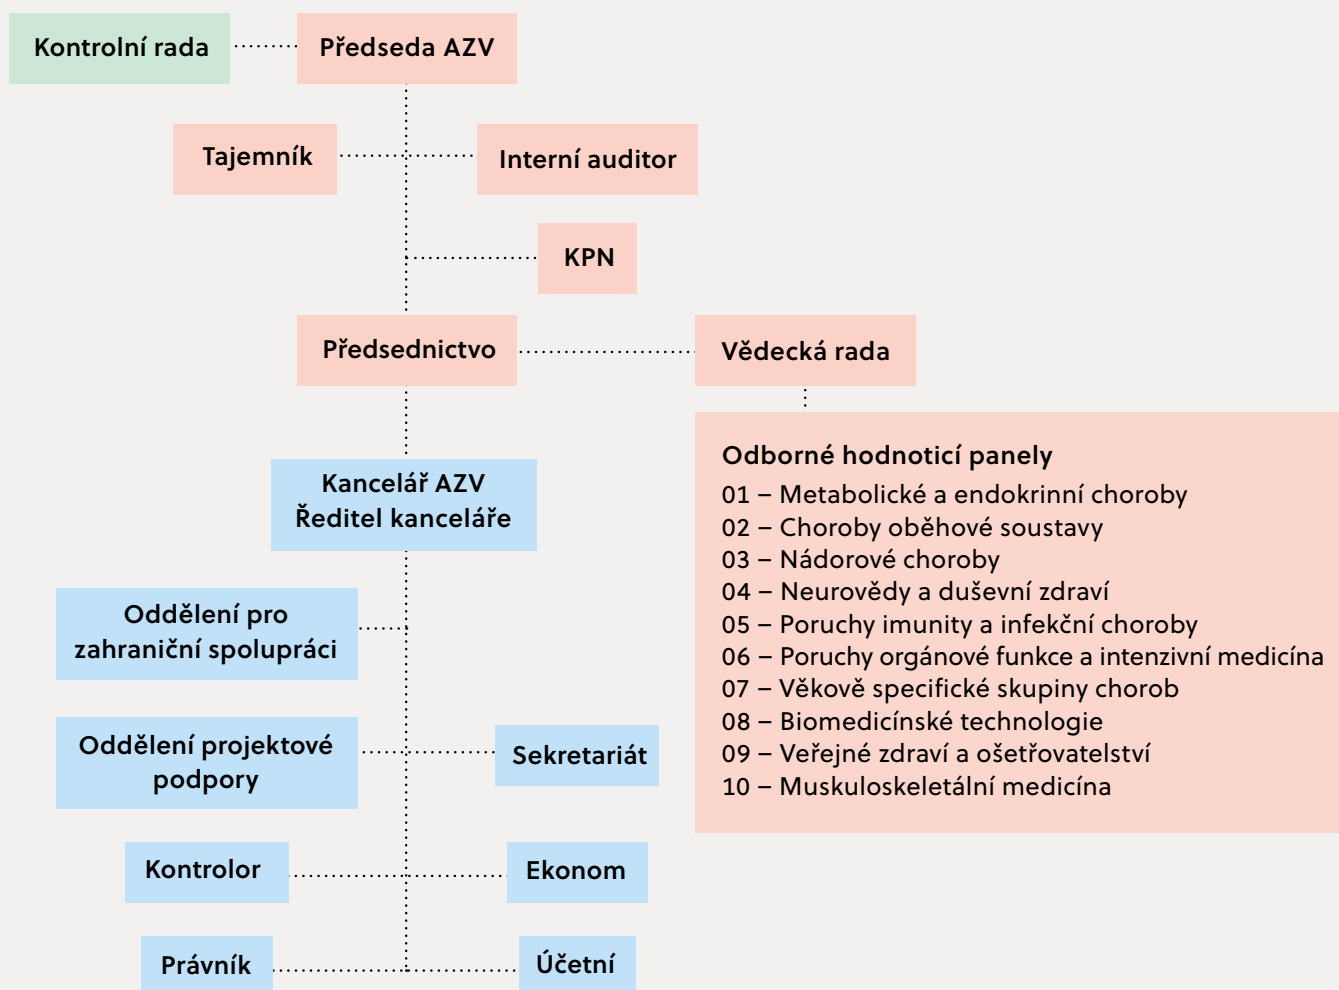 Kontrolní rada
Předseda AZV
Tajemník
Interní auditor
KPN
Předsednictvo
Vědecká rada
Odborné hodnoticí panely
01 – Metabolické a endokrinní choroby
02 – Choroby oběhové soustavy
03 – Nádorové choroby
04 – Neurovědy a duševní zdraví
05 – Poruchy imunity a infekční choroby
06 – Poruchy orgánové funkce a intenzivní medicína
07 – Věkově specifické skupiny chorob
08 – Biomedicínské technologie
09 – Veřejné zdraví a ošetřovatelství
10 – Muskuloskeletální medicína
Kancelář AZV
Ředitel kanceláře
Oddělení pro
zahraniční spolupráci
Oddělení projektové
podpory
Sekretariát
Kontrolor
Ekonom
Právník
Účetní